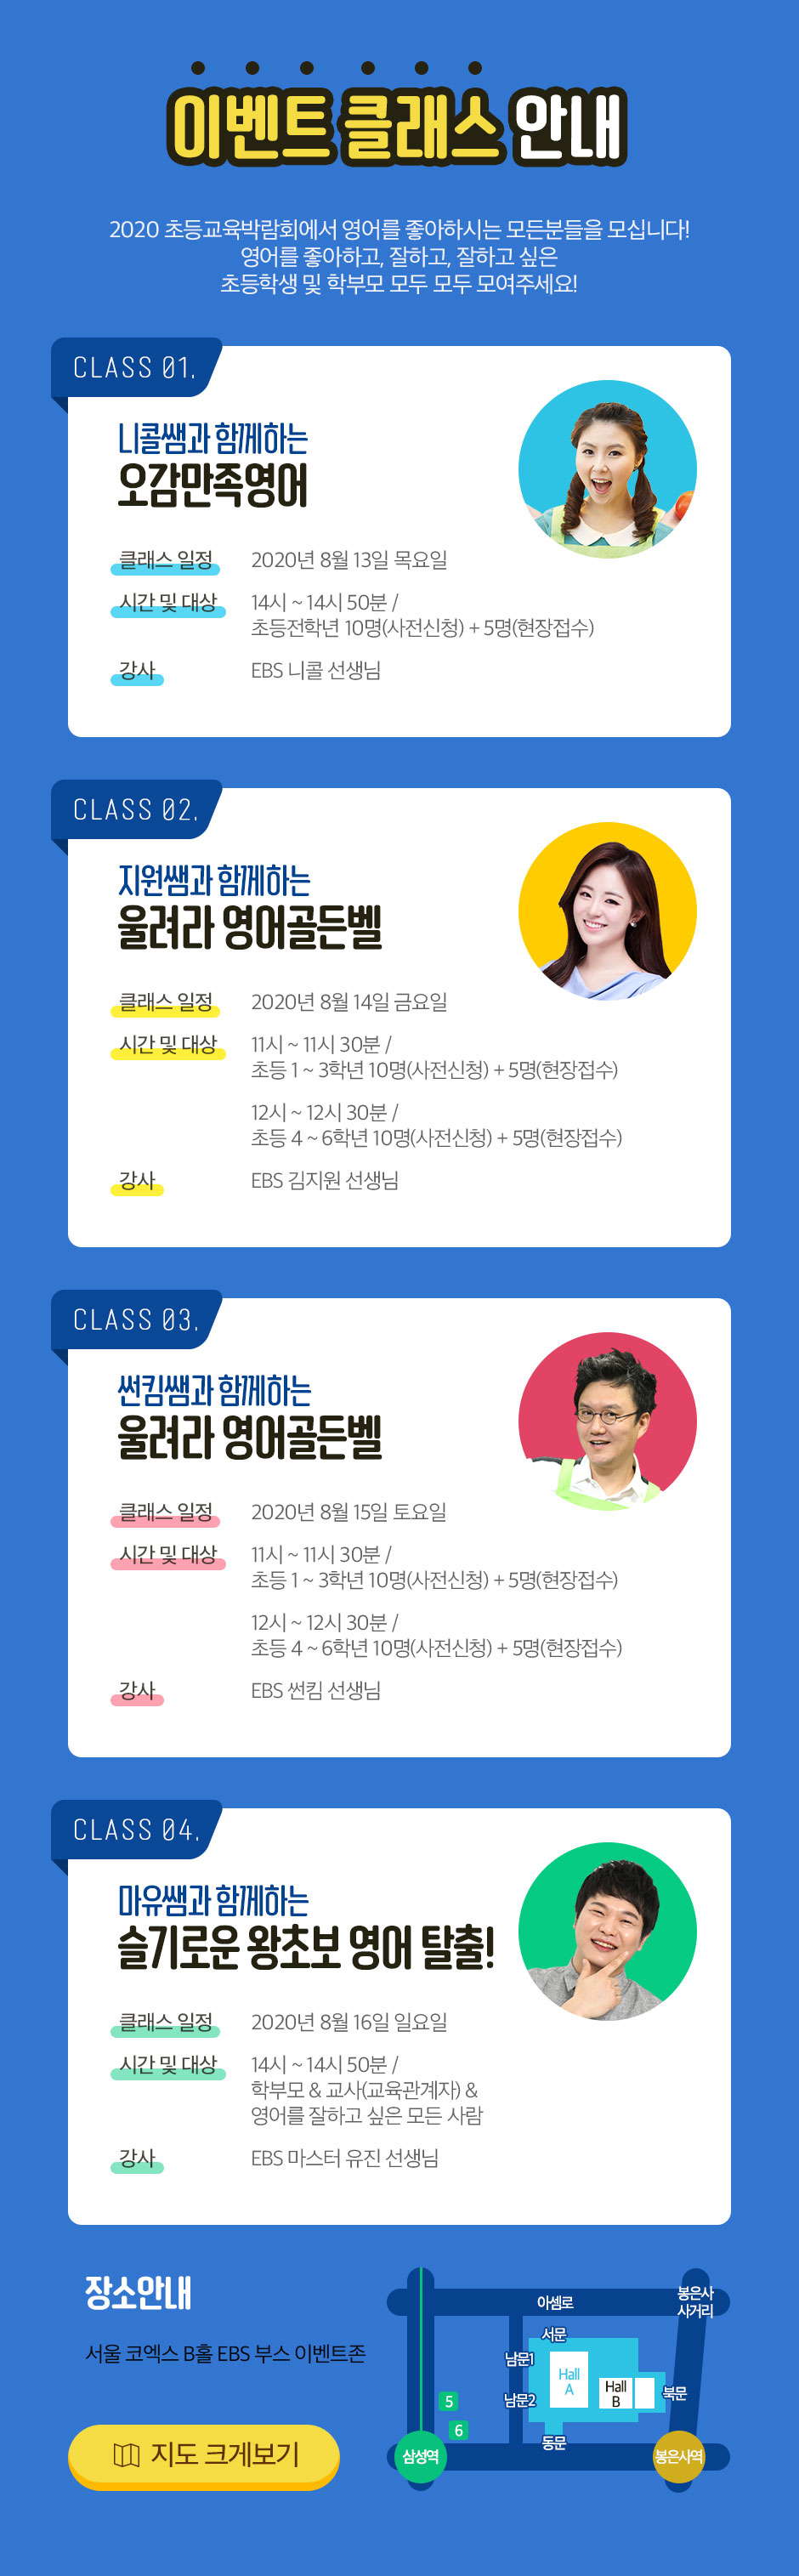 이벤트 클래스 안내
2020 초등교육박람회에서 영어를 좋아하시는 모든분들을 모십니다!
영어를 좋아하고, 잘하고, 잘하고 싶은
초등학생 및 학부모 모두 모두 모여주세요!
CLASS 01.
니콜쌤과 함께하는
오감만족영어
클래스 일정 2020년 8월 13일 목요일
시간 및 대상 14시 ~ 14시 50분 /
초등전학년 10명(사전신청) + 5명(현장접수)
강사 EBS 니콜 선생님
CLASS 02.
지원쌤과 함께하는
울려라 영어골든벨
클래스 일정 2020년 8월 14일 금요일
시간 및 대상 11시 ~ 11시 30분 /
초등 1 ~ 3학년 10명(사전신청) + 5명(현장접수)
12시 ~ 12시 30분 /
초등 4 ~ 6학년 10명(사전신청) + 5명(현장접수)
강사 EBS 김지원 선생님
CLASS 03.
썬킴쌤과 함께하는
울려라 영어골든벨
클래스 일정 2020년 8월 15일 토요일
시간 및 대상 11시 ~ 11시 30분 /
초등 1 ~ 3학년 10명(사전신청) + 5명(현장접수)
12시 ~ 12시 30분 /
초등 4 ~ 6학년 10명(사전신청) + 5명(현장접수)
강사 EBS 썬킴 선생님
CLASS 04.
마유쌤과 함께하는
슬기로운 왕초보 영어 탈출!
클래스 일정 2020년 8월 16일 일요일
시간 및 대상 14시 ~ 14시 50분 /
학부모 & 교사(교육관계자) &
영어를 잘하고 싶은 모든 사람
강사 EBS 마스터 유진 선생님
장소안내
서울 코엑스 B홀 EBS 부스 이벤트존
지도 크게보기
아셈로
봉은사
사거리
서문
남문1
Hall
A
Hall
B
북문
남문2
5
6
동문
삼성역
봉은사역